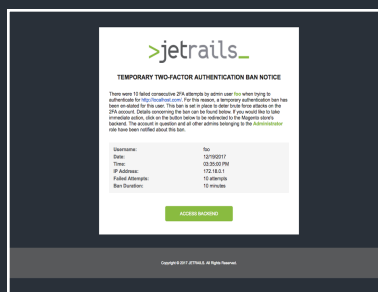 >jetrails_
TEMPORARY TWO-FACTOR AUTHENTICATION BAN NOTICE
There were 10 failed consecutive 2FA attempts by admin user foo when trying to
authenticate for http://localhost.com/. For this reason, a temporary authentication ban has
been en-stated for this user. This ban is set in place to deter brute force attacks on the
2FA account. Details concerning the ban can be found below. If you would like to take
immediate action, click on the button below to be redirected to the Magento store's
backend. The account in question and all other admins belonging to the Administrator
role have been notified about this ban.
Username: foo
Date: 12/19/2017
Time: 03:35:00 PM
IP Address: 172.18.0.1
Failed Attempts: 10 attempts
Ban Duration: 10 minutes
ACCESS BACKEND
Copyright © 2017 JETRAILS. All Rights Reserved.